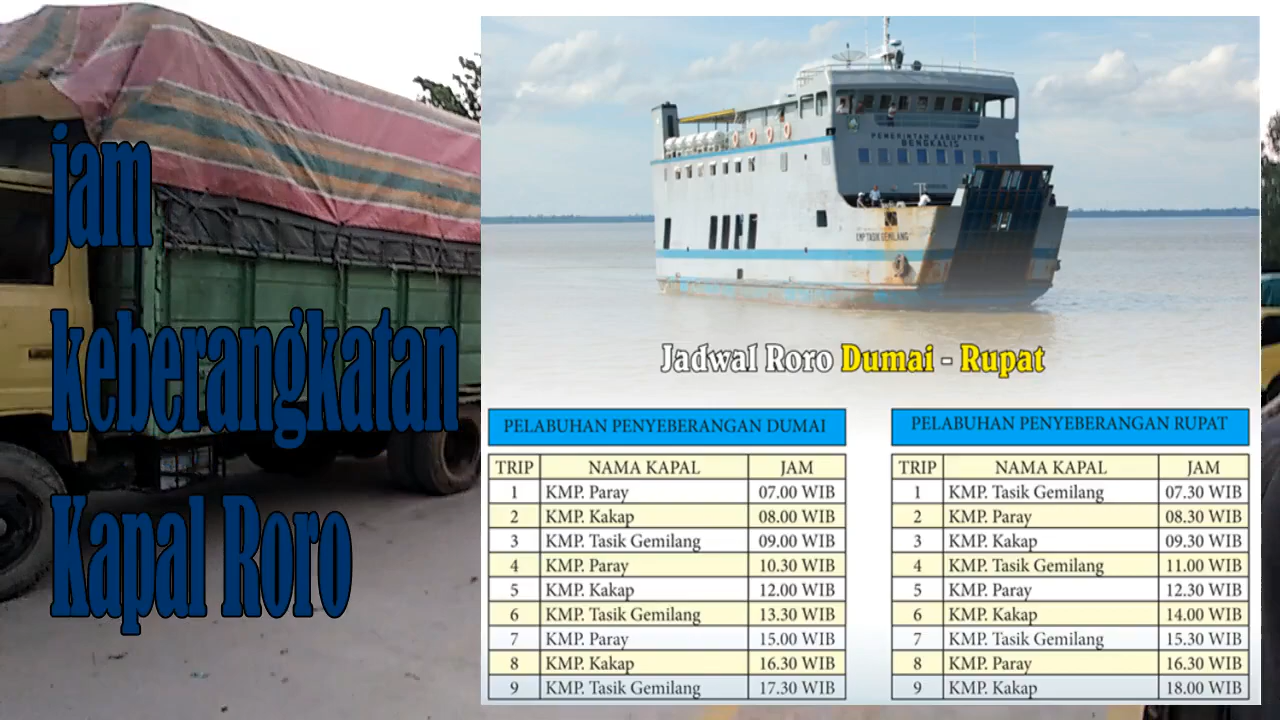 jam
keberangkatan
Kapal Roro
PEMERINTAH KABUPATEN
BENGKALIS
KMP. TASIK GEMILANG
Jadwal Roro Dumai - Rupat
PELABUHAN PENYEBERANGAN DUMAI
TRIP NAMA KAPAL JAM
1 KMP. Paray 07.00 WIB
2 KMP. Kakap 08.00 WIB
3 KMP. Tasik Gemilang 09.00 WIB
4 KMP. Paray 10.30 WIB
5 KMP. Kakap 12.00 WIB
6 KMP. Tasik Gemilang 13.30 WIB
7 KMP. Paray 15.00 WIB
8 KMP. Kakap 16.30 WIB
9 KMP. Tasik Gemilang 17.30 WIB
PELABUHAN PENYEBERANGAN RUPAT
TRIP NAMA KAPAL JAM
1 KMP. Tasik Gemilang 07.30 WIB
2 KMP. Paray 08.30 WIB
3 KMP. Kakap 09.30 WIB
4 KMP. Tasik Gemilang 11.00 WIB
5 KMP. Paray 12.30 WIB
6 KMP. Kakap 14.00 WIB
7 KMP. Tasik Gemilang 15.30 WIB
8 KMP. Paray 16.30 WIB
9 KMP. Kakap 18.00 WIB